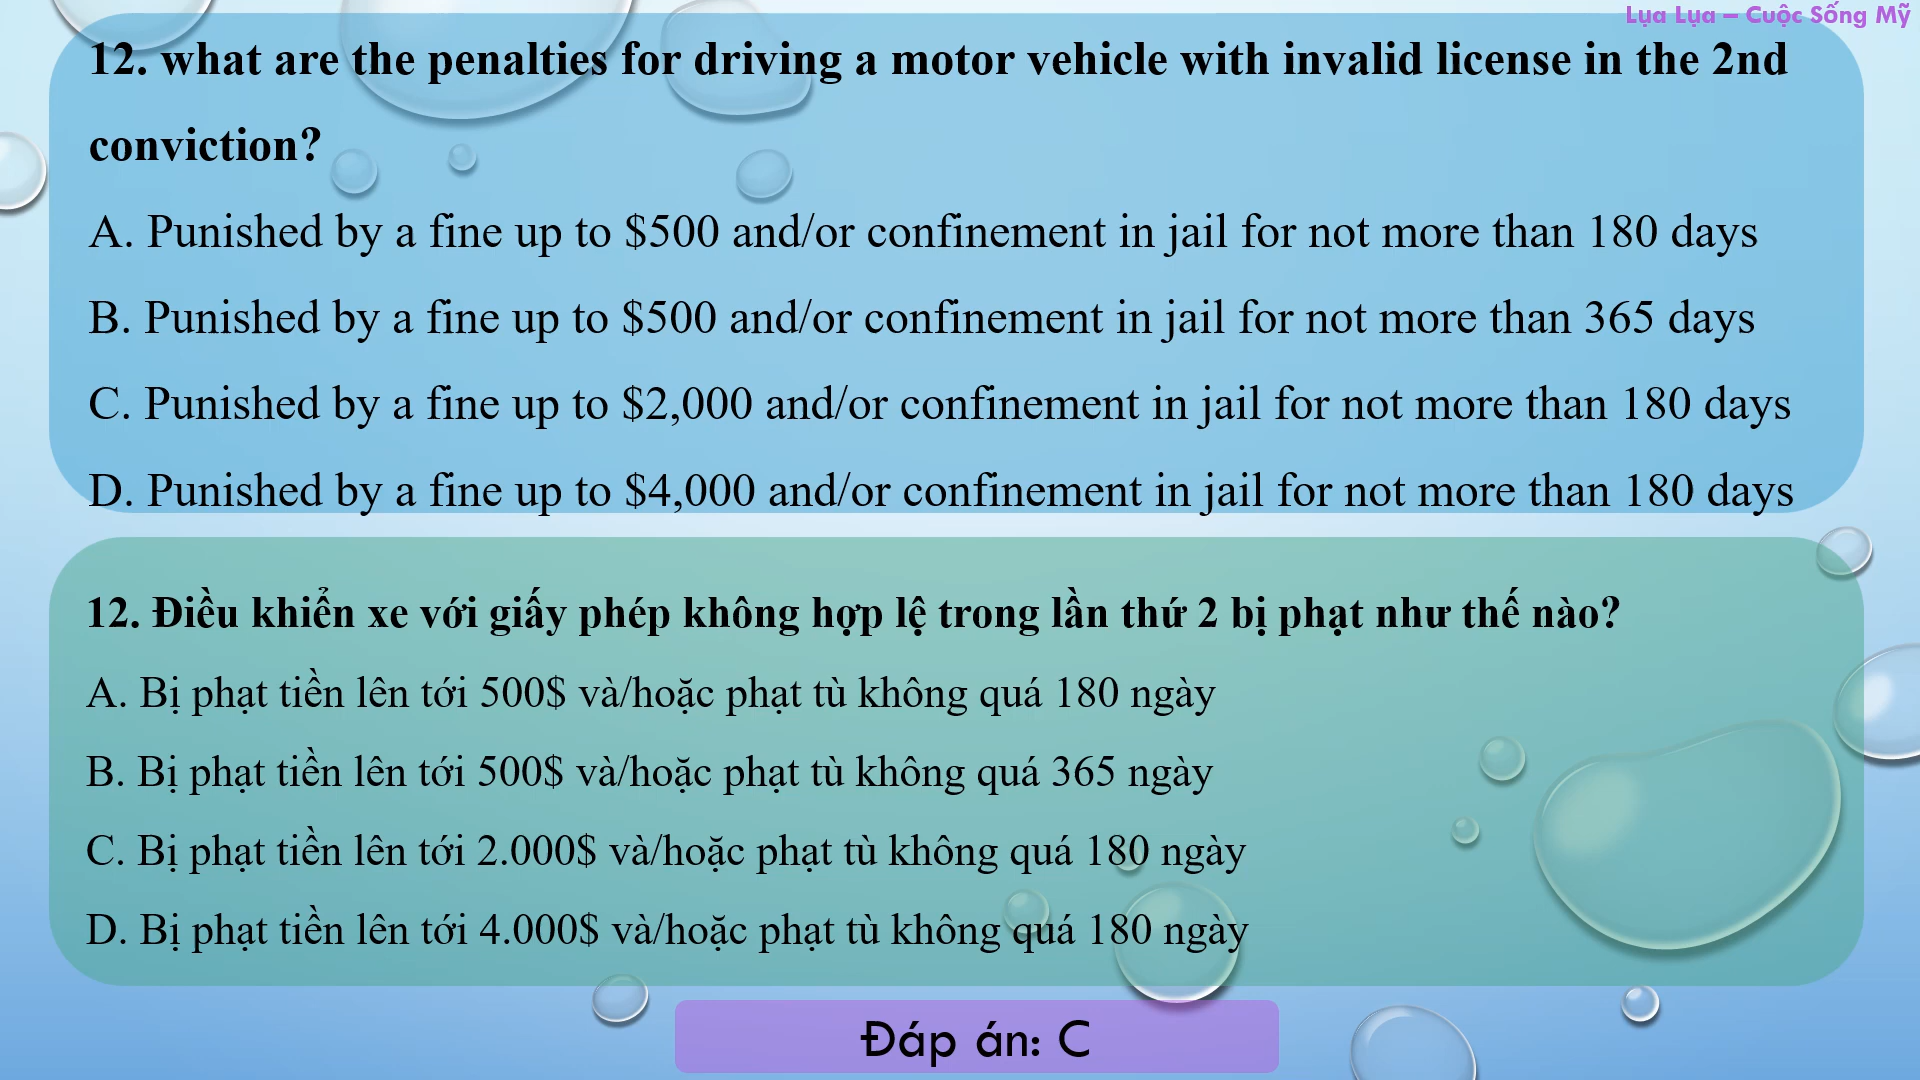 Lụa Lụa – Cuộc Sống Mỹ
12. what are the penalties for driving a motor vehicle with invalid license in the 2nd
conviction?
A. Punished by a fine up to $500 and/or confinement in jail for not more than 180 days
B. Punished by a fine up to $500 and/or confinement in jail for not more than 365 days
C. Punished by a fine up to $2,000 and/or confinement in jail for not more than 180 days
D. Punished by a fine up to $4,000 and/or confinement in jail for not more than 180 days
12. Điều khiển xe với giấy phép không hợp lệ trong lần thứ 2 bị phạt như thế nào?
A. Bị phạt tiền lên tới 500$ và/hoặc phạt tù không quá 180 ngày
B. Bị phạt tiền lên tới 500$ và/hoặc phạt tù không quá 365 ngày
C. Bị phạt tiền lên tới 2.000$ và/hoặc phạt tù không quá 180 ngày
D. Bị phạt tiền lên tới 4.000$ và/hoặc phạt tù không quá 180 ngày
Đáp án: C